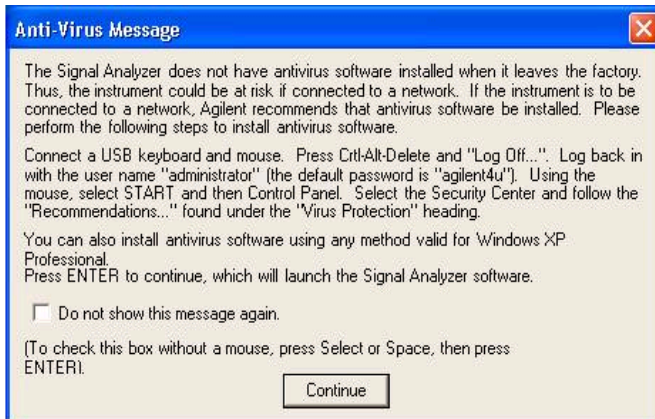 Anti-Virus Message
The Signal Analyzer does not have antivirus software installed when it leaves the factory.
Thus, the instrument could be at risk if connected to a network. If the instrument is to be
connected to a network, Agilent recommends that antivirus software be installed. Please
perform the following steps to install antivirus software.
Connect a USB keyboard and mouse. Press Crtl-Alt-Delete and "Log Off...". Log back in
with the user name "administrator" (the default password is "agilent4u"). Using the
mouse, select START and then Control Panel. Select the Security Center and follow the
"Recommendations..." found under the "Virus Protection" heading.
You can also install antivirus software using any method valid for Windows XP
Professional.
Press ENTER to continue, which will launch the Signal Analyzer software.
Do not show this message again.
(To check this box without a mouse, press Select or Space, then press
ENTER).
Continue